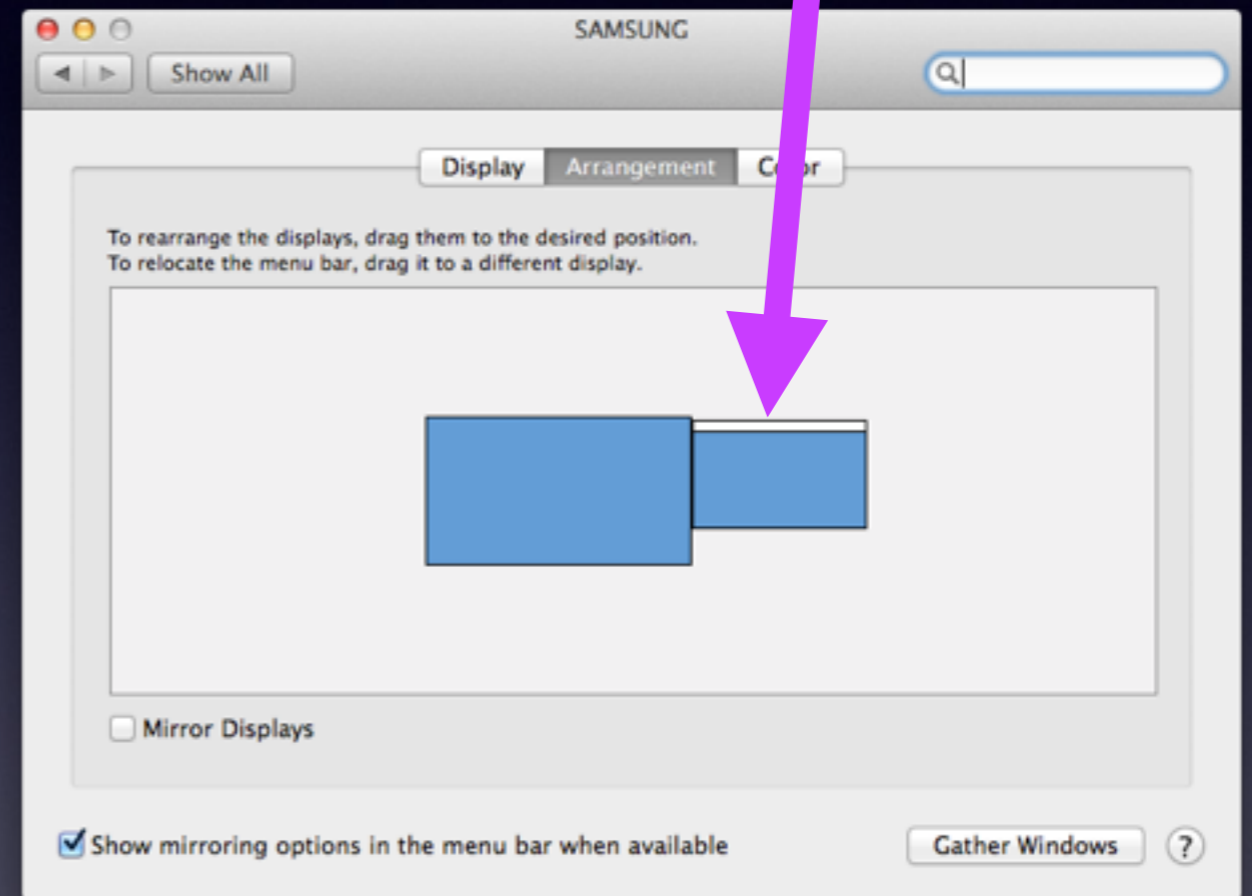 SAMSUNG
Show All
Display Arrangement Color
To rearrange the displays, drag them to the desired position.
To relocate the menu bar, drag it to a different display.
Mirror Displays
Show mirroring options in the menu bar when available
Gather Windows ?